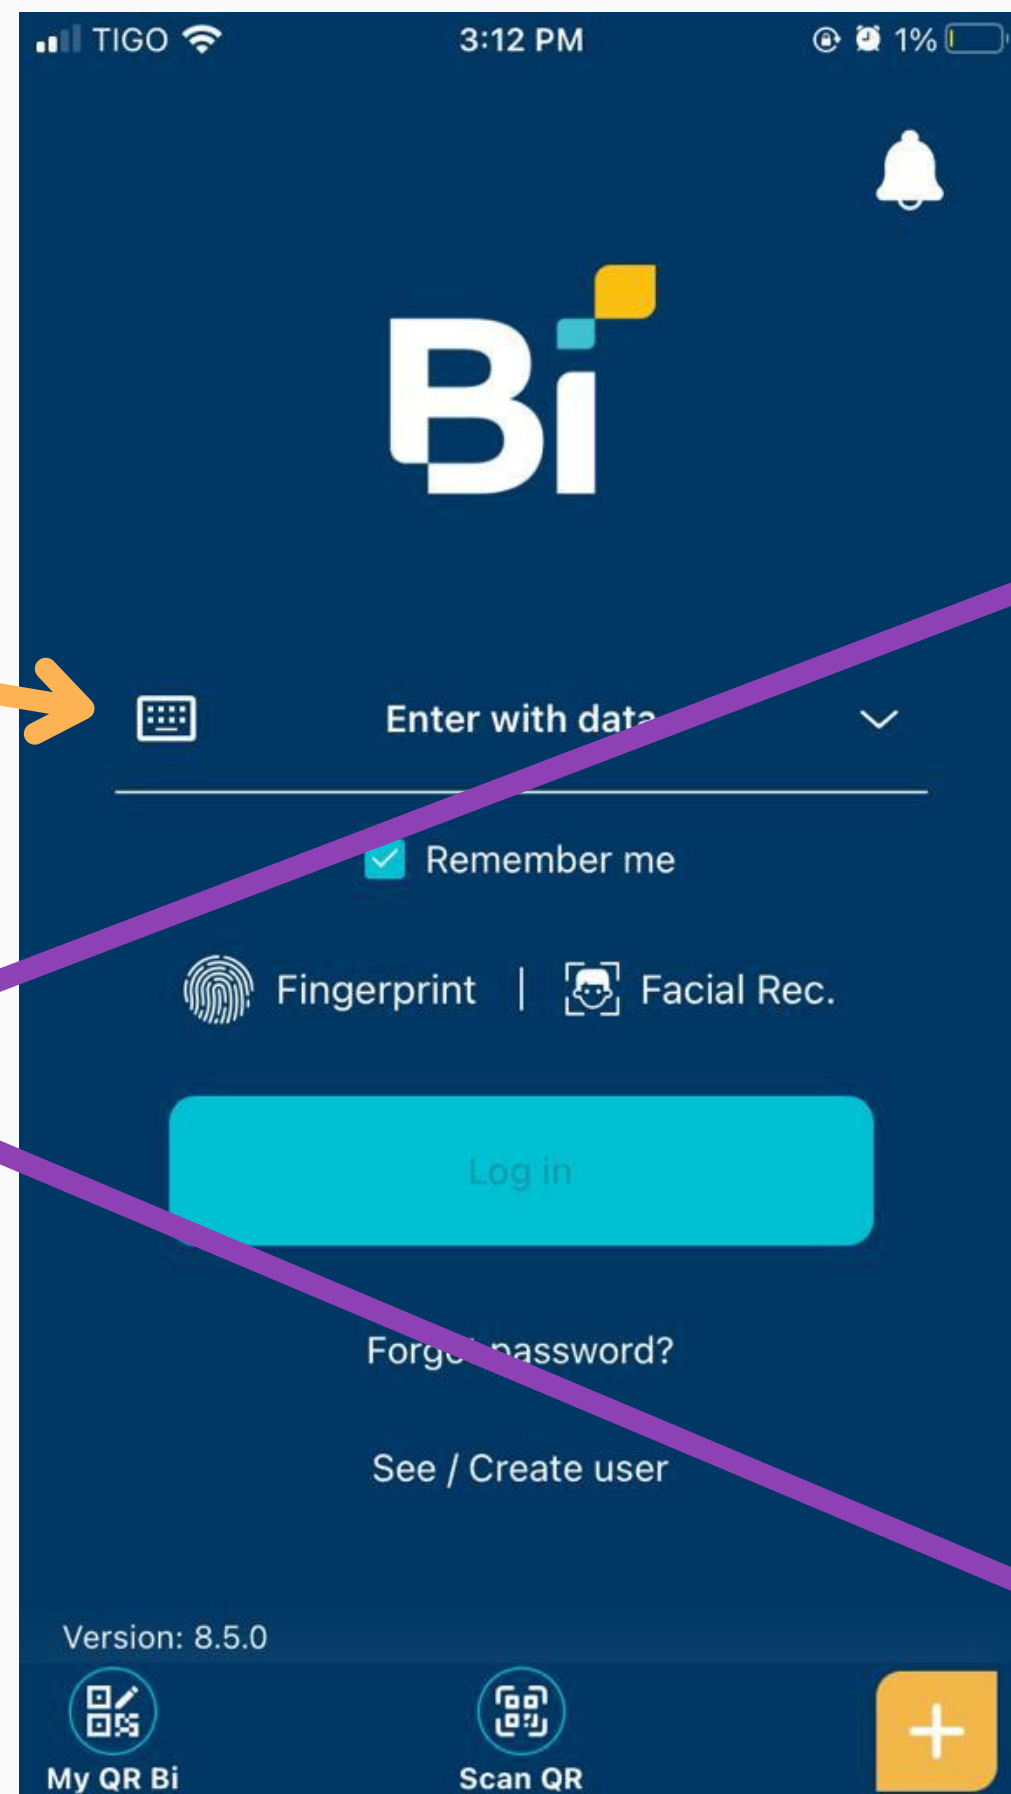 TIGO 3:12 PM 1%
Bi
Enter with data
Remember me
Fingerprint | Facial Rec.
Log in
Forgot password?
See / Create user
Version: 8.5.0
My QR Bi Scan QR